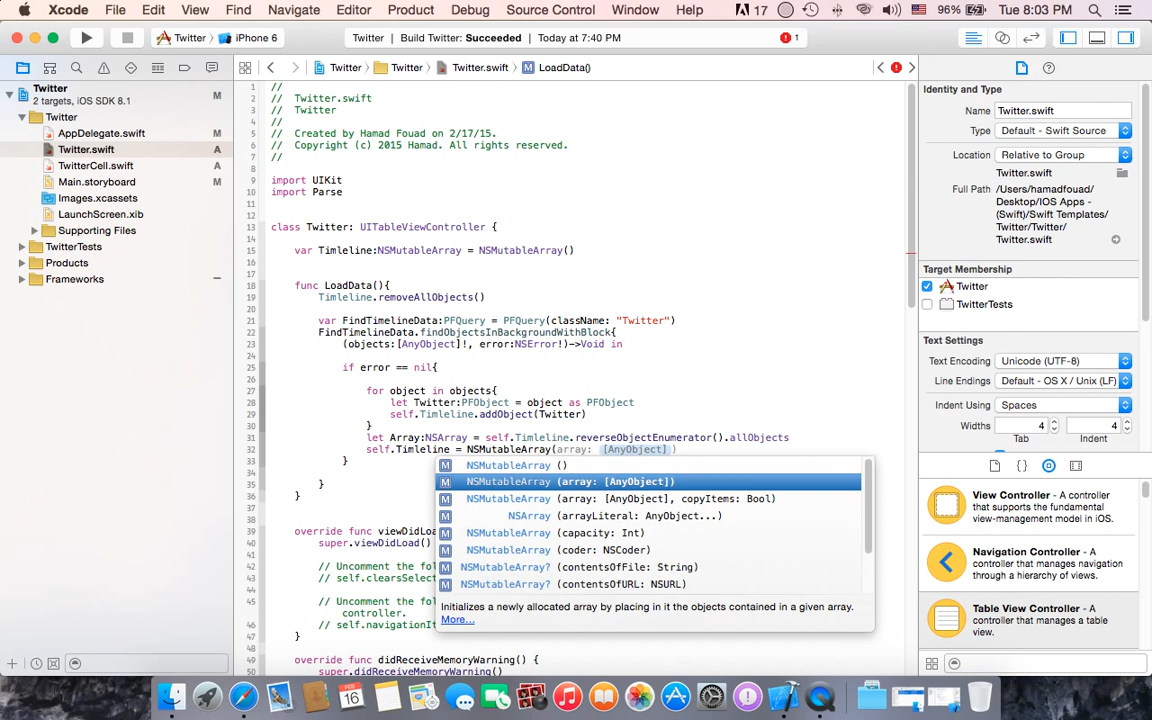 Xcode File Edit View Find Navigate Editor Product Debug Source Control Window Help 17 96% Tue 8:03 PM
Twitter iPhone 6 Twitter Build Twitter: Succeeded Today at 7:40 PM 1
Twitter Twitter Twitter.swift M LoadData()
Twitter M
2 targets, iOS SDK 8.1
Twitter
AppDelegate.swift M
Twitter.swift A
TwitterCell.swift A
Main.storyboard M
Images.xcassets
LaunchScreen.xib
Supporting Files
TwitterTests
Products
Frameworks
1 //
2 // Twitter.swift
3 // Twitter
4 //
5 // Created by Hamad Fouad on 2/17/15.
6 // Copyright (c) 2015 Hamad. All rights reserved.
7 //
8
9 import UIKit
10 import Parse
11
12
13 class Twitter: UITableViewController {
14
15 var Timleline:NSMutableArray = NSMutableArray()
16
17
18 func LoadData(){
19 Timleline.removeAllObjects()
20
21 var FindTimelineData:PFQuery = PFQuery(className: "Twitter")
22 FindTimelineData.findObjectsInBackgroundWithBlock{
23 (objects:[AnyObject]!, error:NSError!)->Void in
24
25 if error == nil{
26
27 for object in objects{
28 let Twitter:PFObject = object as PFObject
29 self.Timleline.addObject(Twitter)
30 }
31 let Array:NSArray = self.Timleline.reverseObjectEnumerator().allObjects
32 self.Timleline = NSMutableArray(array: [AnyObject])
33 }
34
35 }
36 }
37
38
39 override func viewDidLoa
40 super.viewDidLoad()
41
42 // Uncomment the fol
43 // self.clearsSelect
44
45 // Uncomment the fol
controller.
46 // self.navigationIt
47 }
48
49 override func didReceiveMemoryWarning() {
50 super.didReceiveMemoryWarning()
M NSMutableArray ()
M NSMutableArray (array: [AnyObject])
M NSMutableArray (array: [AnyObject], copyItems: Bool)
M NSArray (arrayLiteral: AnyObject...)
M NSMutableArray (capacity: Int)
M NSMutableArray (coder: NSCoder)
M NSMutableArray? (contentsOfFile: String)
M NSMutableArray? (contentsOfURL: NSURL)
Initializes a newly allocated array by placing in it the objects contained in a given array.
More...
Identity and Type
Name Twitter.swift
Type Default - Swift Source
Location Relative to Group
Twitter.swift
Full Path /Users/hamadfouad/
Desktop/IOS Apps -
(Swift)/Swift Templates/
Twitter/Twitter/
Twitter.swift
Target Membership
Twitter
TwitterTests
Text Settings
Text Encoding Unicode (UTF-8)
Line Endings Default - OS X / Unix (LF)
Indent Using Spaces
Widths 4 4
Tab Indent
View Controller - A controller
that supports the fundamental
view-management model in iOS.
Navigation Controller - A
controller that manages navigation
through a hierarchy of views.
Table View Controller - A
controller that manages a table
view.
FEB
16